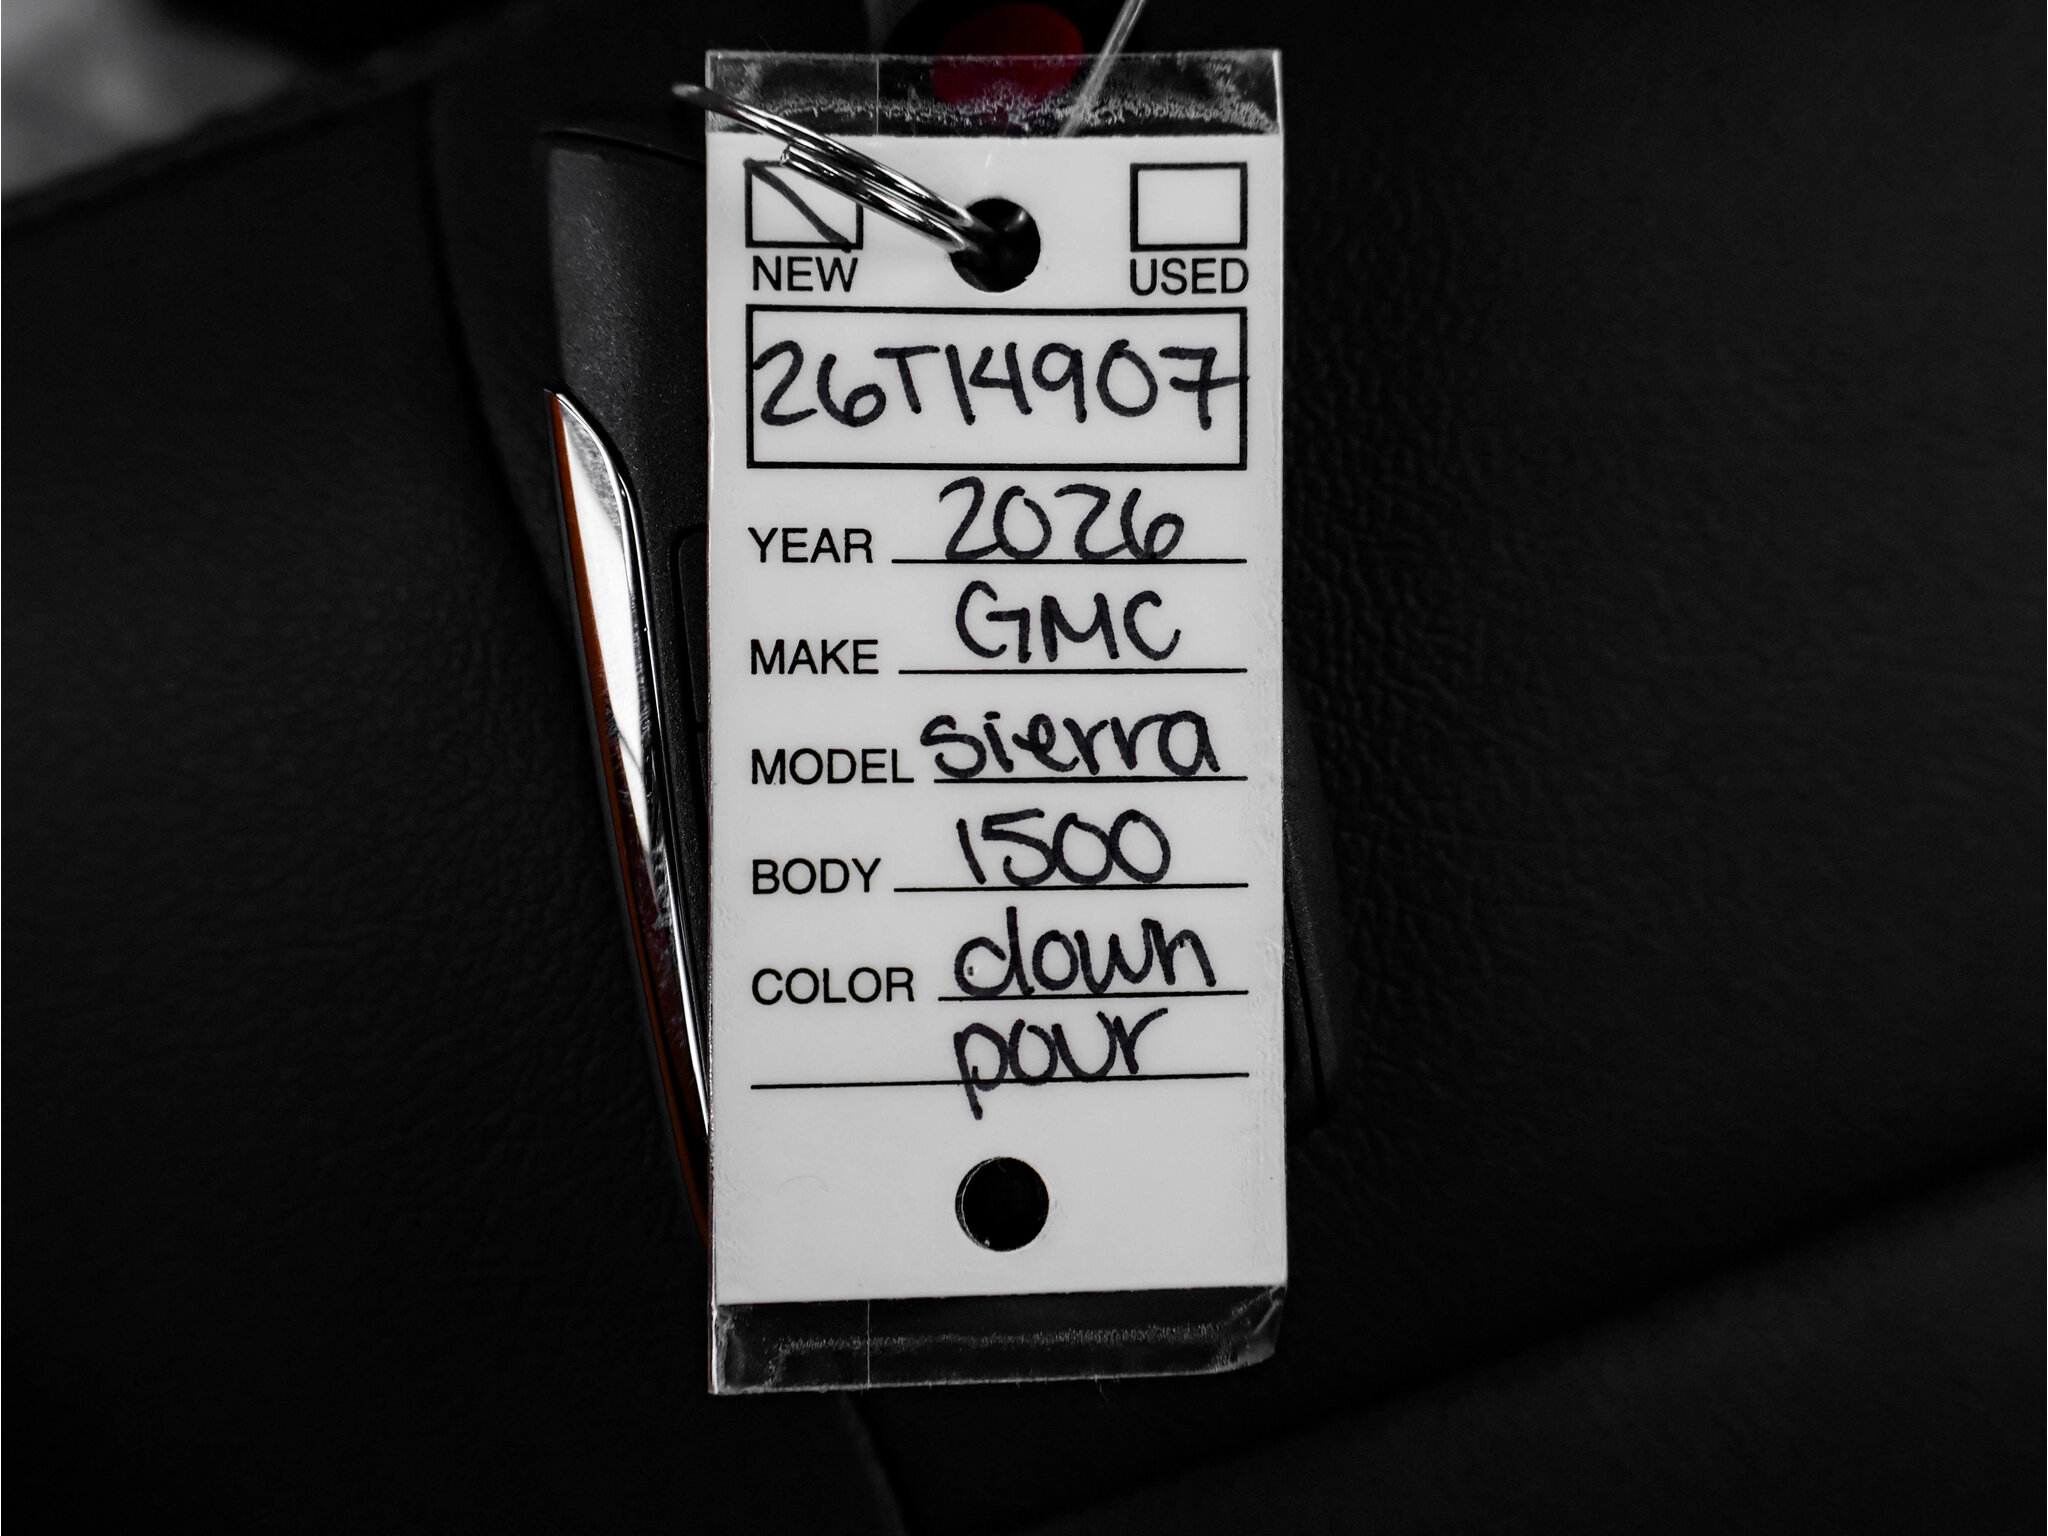 NEW USED
26T14907
YEAR 2026
MAKE GMC
MODEL sierra
BODY 1500
COLOR down
pour